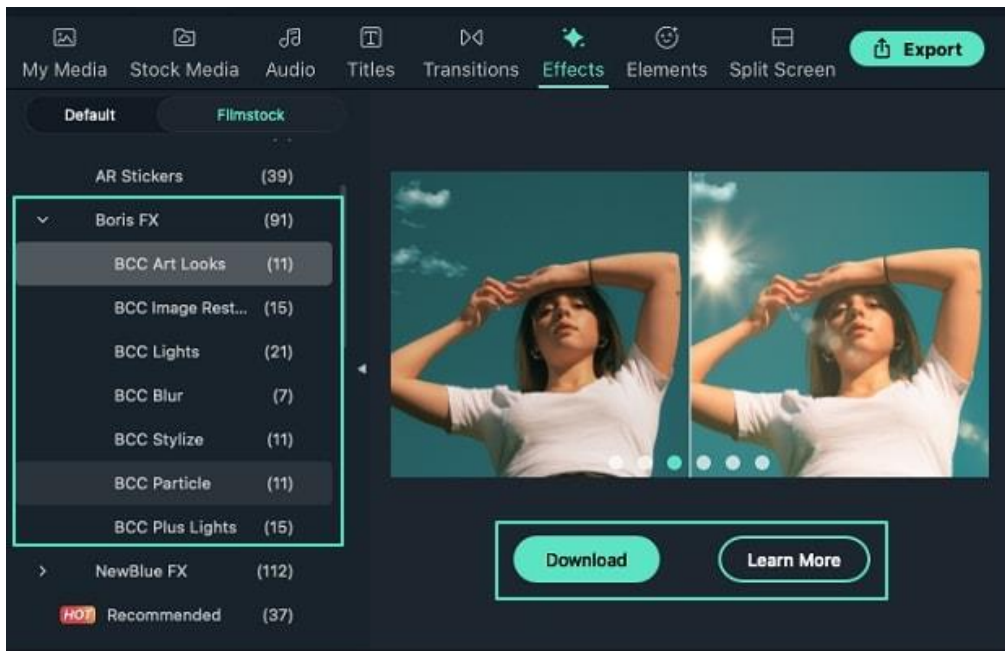 My Media Stock Media Audio Titles Transitions Effects Elements Split Screen Export
Default Filmstock
AR Stickers (39)
Boris FX (91)
BCC Art Looks (11)
BCC Image Rest... (15)
BCC Lights (21)
BCC Blur (7)
BCC Stylize (11)
BCC Particle (11)
BCC Plus Lights (15)
NewBlue FX (112)
HOT Recommended (37)
Download Learn More